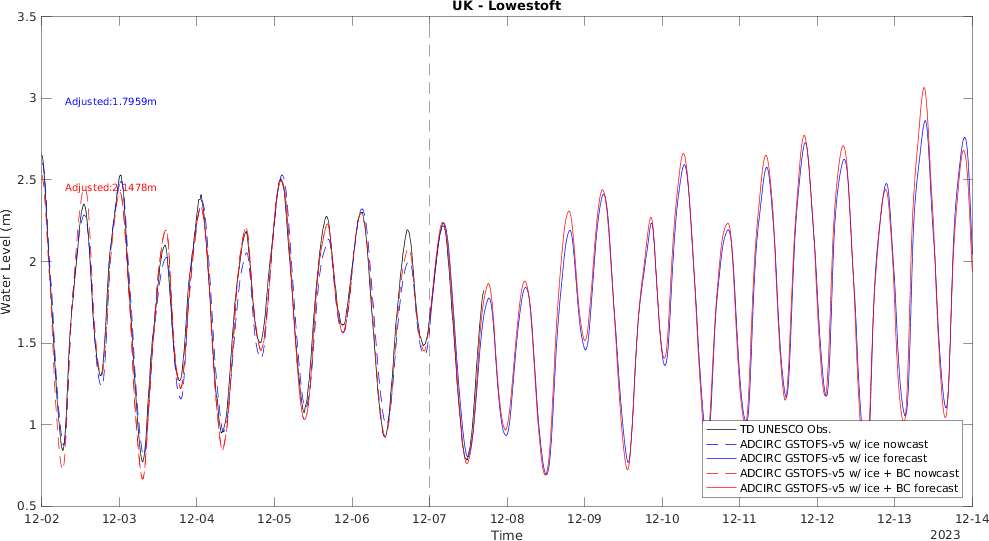 UK - Lowestoft
3.5
3
2.5
2
1.5
1
0.5
Water Level (m)
Adjusted:1.7959m
Adjusted:2.1478m
TD UNESCO Obs.
ADCIRC GSTOFS-v5 w/ ice nowcast
ADCIRC GSTOFS-v5 w/ ice forecast
ADCIRC GSTOFS-v5 w/ ice + BC nowcast
ADCIRC GSTOFS-v5 w/ ice + BC forecast
12-02 12-03 12-04 12-05 12-06 12-07 12-08 12-09 12-10 12-11 12-12 12-13 12-14
Time
2023